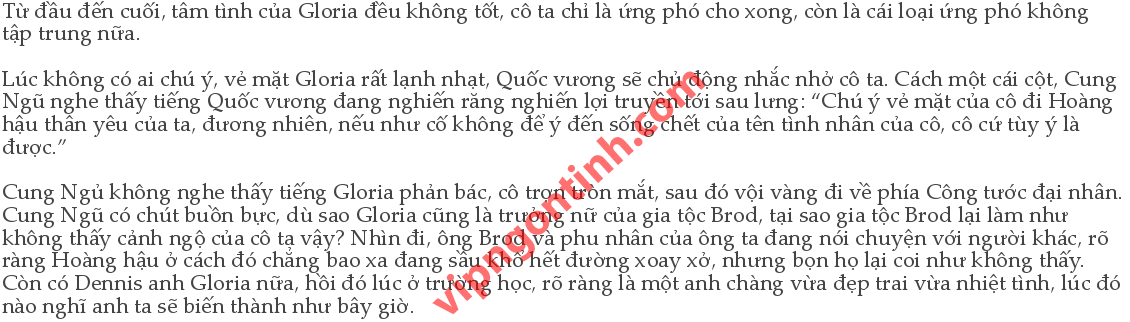 Từ đầu đến cuối, tâm tình của Gloria đều không tốt, cô ta chỉ là ứng phó cho xong, còn là cái loại ứng phó không
tập trung nữa.
Lúc không có ai chú ý, vẻ mặt Gloria rất lạnh nhạt, Quốc vương sẽ chủ động nhắc nhở cô ta. Cách một cái cột, Cung
Ngũ nghe thấy tiếng Quốc vương đang nghiến răng nghiến lợi truyền tới sau lưng: “Chú ý vẻ mặt của cô đi Hoàng
hậu thân yêu của ta, đương nhiên, nếu như cố không để ý đến sống chết của tên tình nhân của cô, cô cứ tùy ý là
được.”
Cung Ngủ không nghe thấy tiếng Gloria phản bác, cô trợn tròn mắt, sau đó vội vàng đi về phía Công tước đại nhân.
Cung Ngũ có chút buồn bực, dù sao Gloria cũng là trưởng nữ của gia tộc Brod, tại sao gia tộc Brod lại làm như
không thấy cảnh ngộ của cô ta vậy? Nhìn đi, ông Brod và phu nhân của ông ta đang nói chuyện với người khác, rõ
ràng Hoàng hậu ở cách đó chẳng bao xa đang sầu khổ hết đường xoay xở, nhưng bọn họ lại coi như không thấy.
Còn có Dennis anh Gloria nữa, hồi đó lúc ở trường học, rõ ràng là một anh chàng vừa đẹp trai vừa nhiệt tình, lúc đó
nào nghĩ anh ta sẽ biến thành như bây giờ.
vipngontinh.com